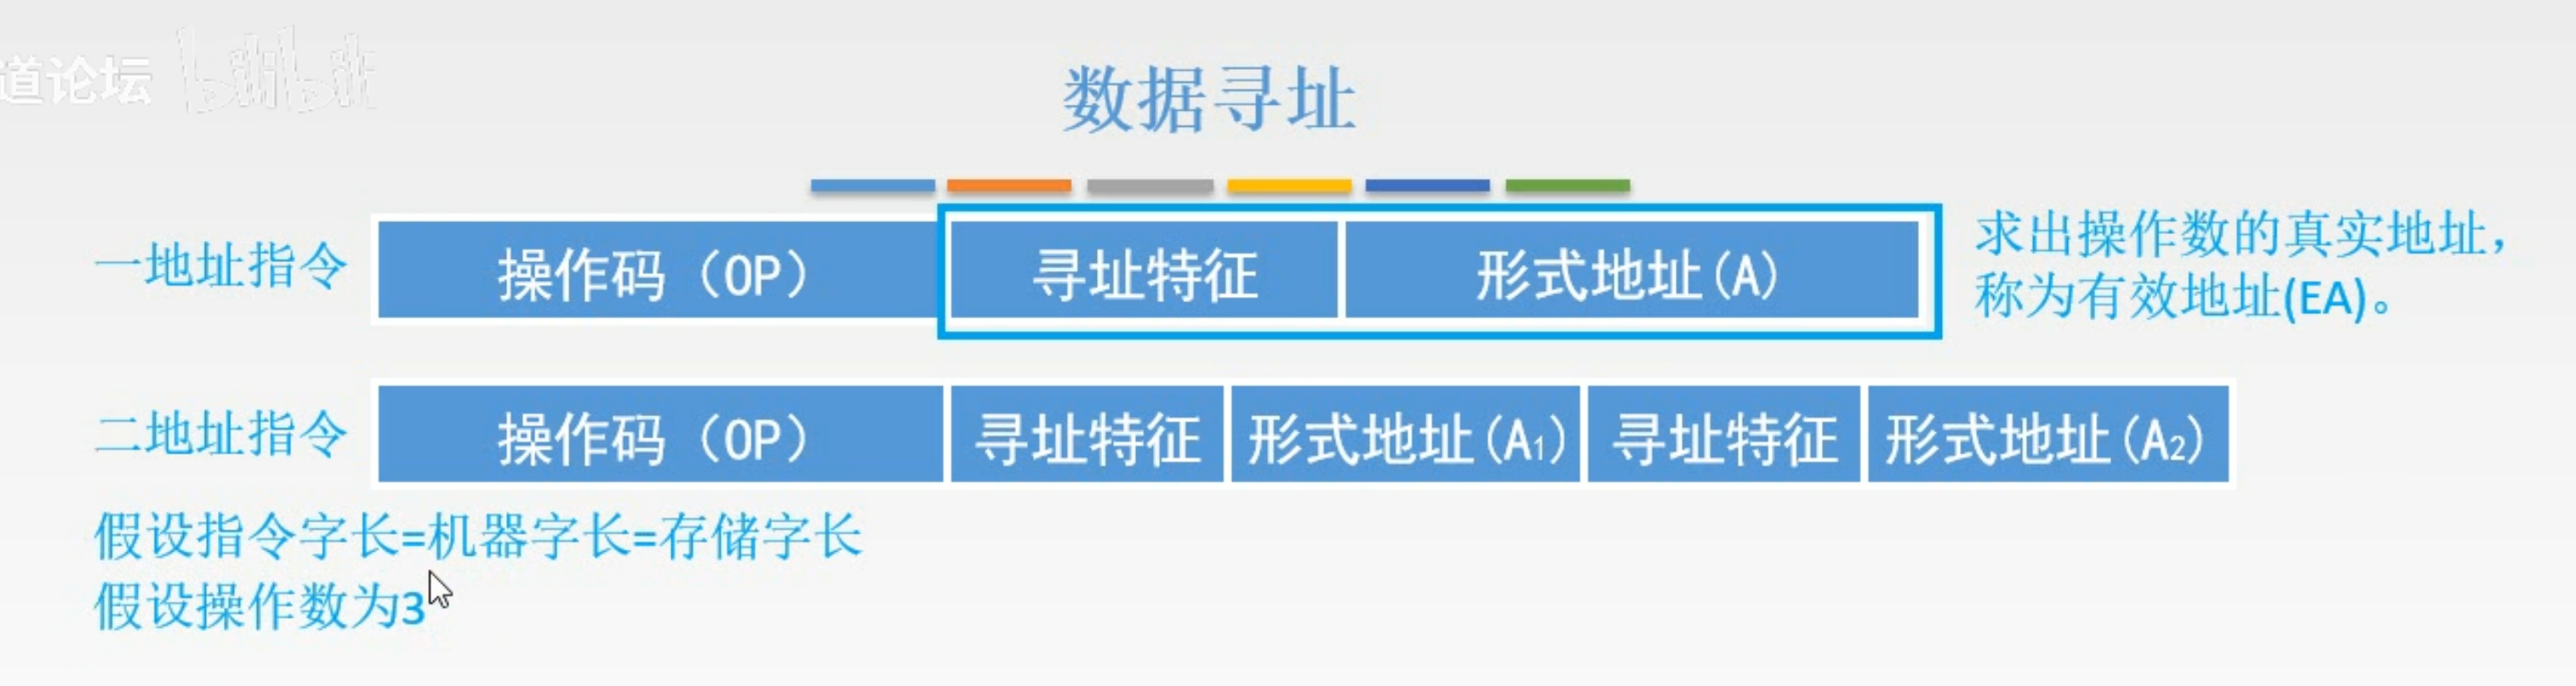 道论坛 bilibili
数据寻址
一地址指令 操作码（OP） 寻址特征 形式地址(A)
求出操作数的真实地址，
称为有效地址(EA)。
二地址指令 操作码（OP） 寻址特征 形式地址(A₁) 寻址特征 形式地址(A₂)
假设指令字长=机器字长=存储字长
假设操作数为3